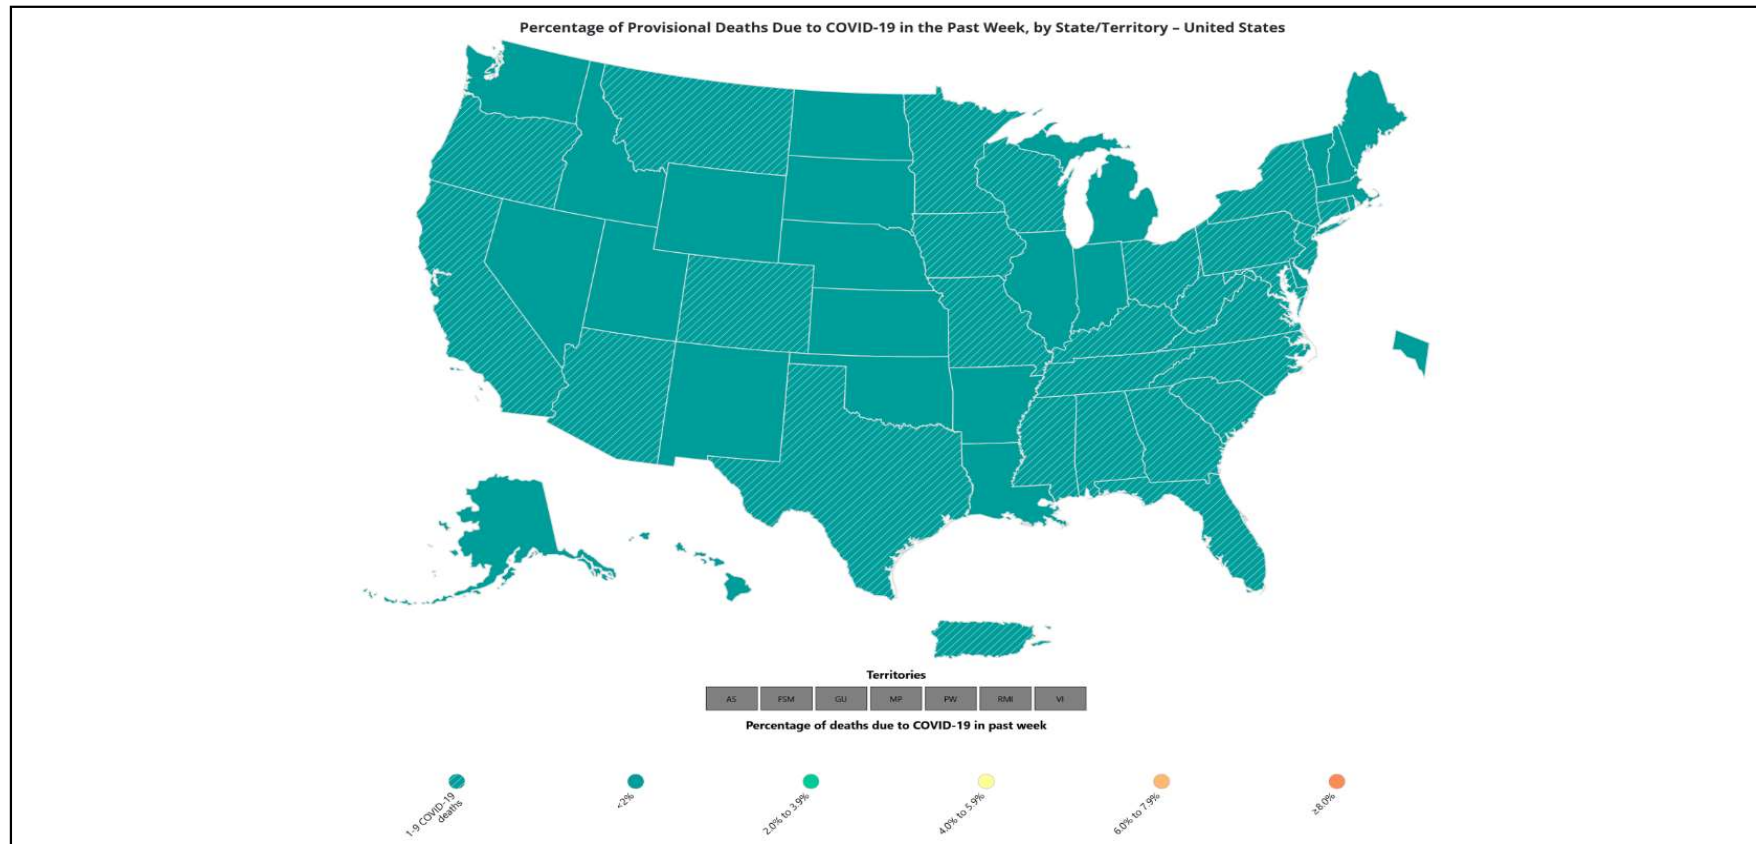 Percentage of Provisional Deaths Due to COVID-19 in the Past Week, by State/Territory – United States
Territories
AS FSM GU MP PW RMI VI
Percentage of deaths due to COVID-19 in past week
1-9 COVID-19
deaths
<2%
2.0% to 3.9%
4.0% to 5.9%
6.0% to 7.9%
≥8.0%